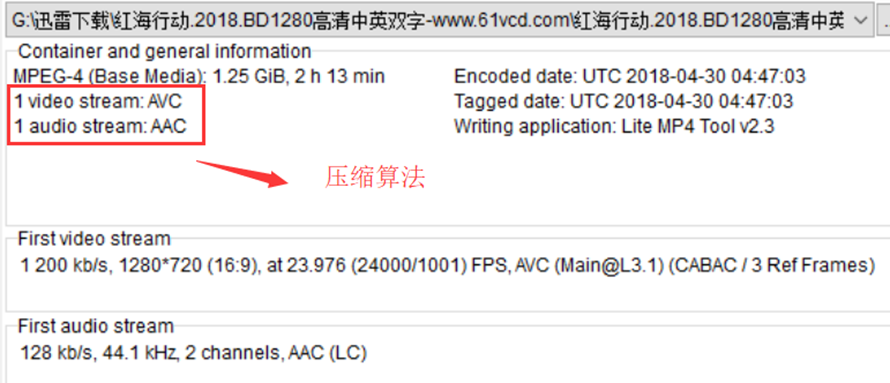 G:\迅雷下载\红海行动.2018.BD1280高清中英双字-www.61vcd.com\红海行动.2018.BD1280高清中英
Container and general information
MPEG-4 (Base Media): 1.25 GiB, 2 h 13 min
1 video stream: AVC
1 audio stream: AAC
Encoded date: UTC 2018-04-30 04:47:03
Tagged date: UTC 2018-04-30 04:47:03
Writing application: Lite MP4 Tool v2.3
压缩算法
First video stream
1 200 kb/s, 1280*720 (16:9), at 23.976 (24000/1001) FPS, AVC (Main@L3.1) (CABAC / 3 Ref Frames)
First audio stream
128 kb/s, 44.1 kHz, 2 channels, AAC (LC)